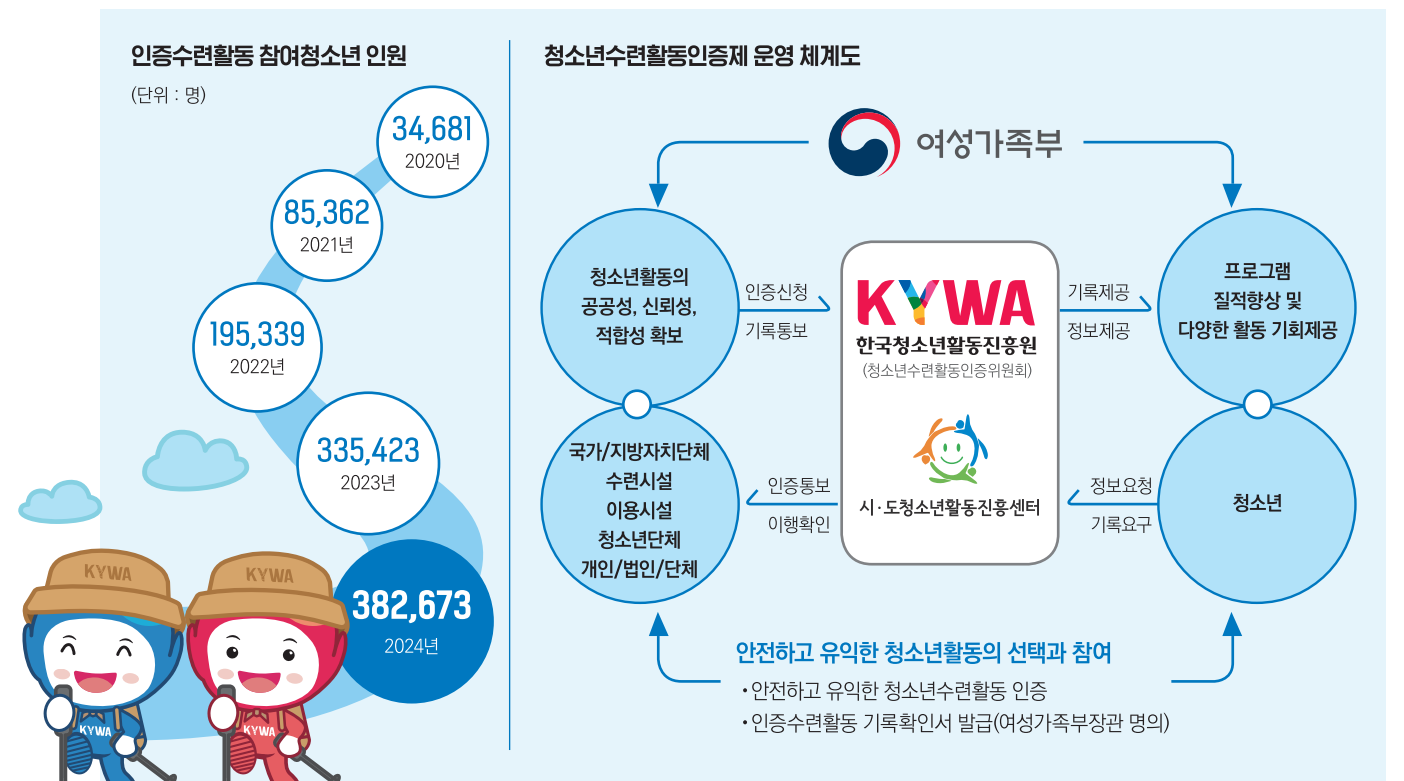 인증수련활동 참여청소년 인원
(단위 : 명)
34,681
2020년
85,362
2021년
195,339
2022년
335,423
2023년
382,673
2024년
KYWA
KYWA
KYWA
KYWA
청소년수련활동인증제 운영 체계도
여성가족부
청소년활동의
공공성, 신뢰성,
적합성 확보
국가/지방자치단체
수련시설
이용시설
청소년단체
개인/법인/단체
인증신청
기록통보
인증통보
이행확인
KYWA
한국청소년활동진흥원
(청소년수련활동인증위원회)
시·도청소년활동진흥센터
기록제공
정보제공
정보요청
기록요구
프로그램
질적향상 및
다양한 활동 기회제공
청소년
안전하고 유익한 청소년활동의 선택과 참여
•안전하고 유익한 청소년수련활동 인증
•인증수련활동 기록확인서 발급(여성가족부장관 명의)